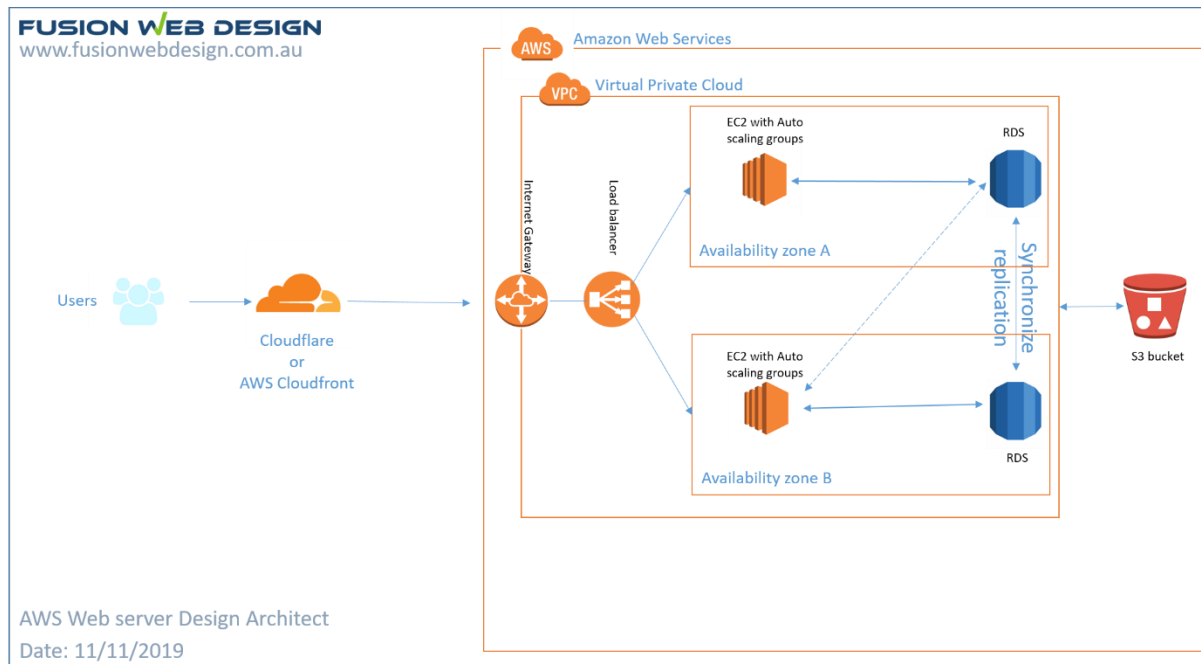 FUSION WEB DESIGN
www.fusionwebdesign.com.au
AWS
Amazon Web Services
VPC
Virtual Private Cloud
EC2 with Auto
scaling groups
RDS
Internet Gateway
Load balancer
Availability zone A
Synchronize
replication
Users
Cloudflare
or
AWS Cloudfront
S3 bucket
EC2 with Auto
scaling groups
RDS
Availability zone B
AWS Web server Design Architect
Date: 11/11/2019